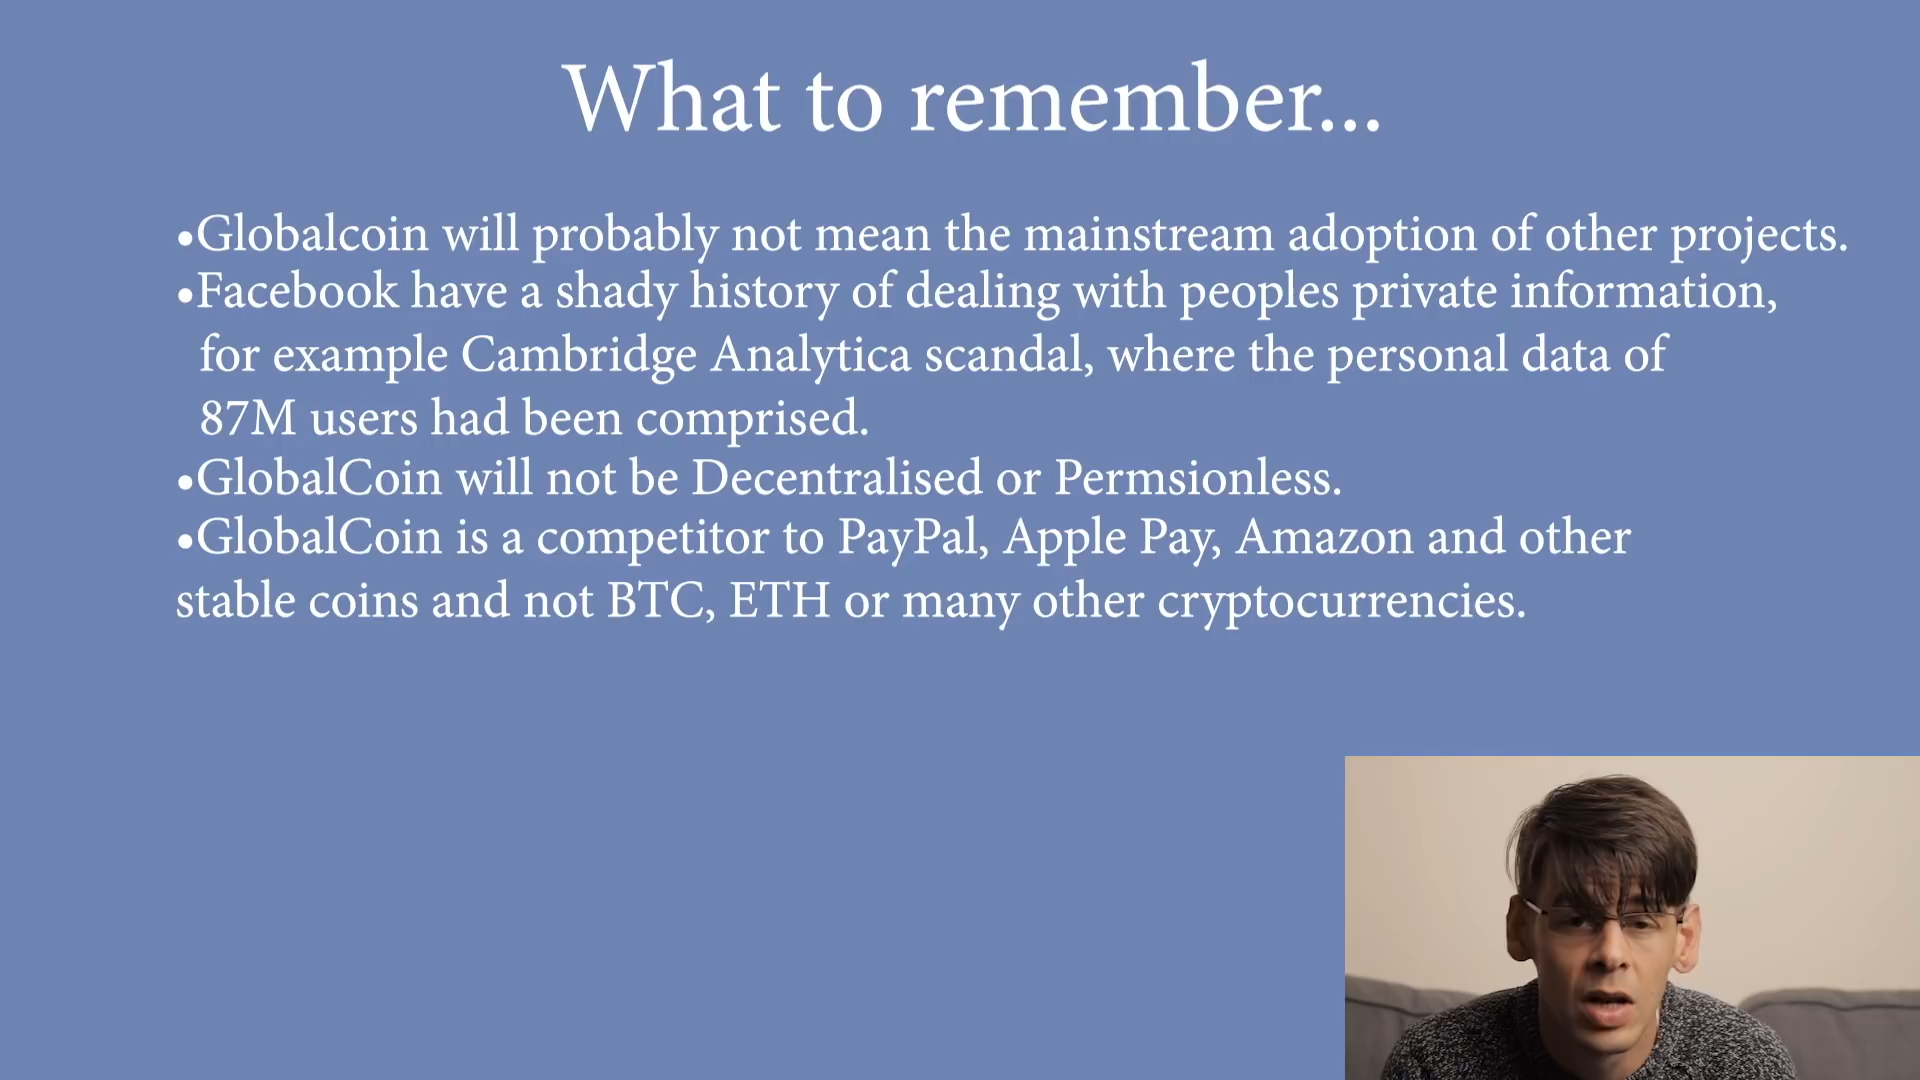 What to remember...
•Globalcoin will probably not mean the mainstream adoption of other projects.
•Facebook have a shady history of dealing with peoples private information,
for example Cambridge Analytica scandal, where the personal data of
87M users had been comprised.
•GlobalCoin will not be Decentralised or Permsionless.
•GlobalCoin is a competitor to PayPal, Apple Pay, Amazon and other
stable coins and not BTC, ETH or many other cryptocurrencies.